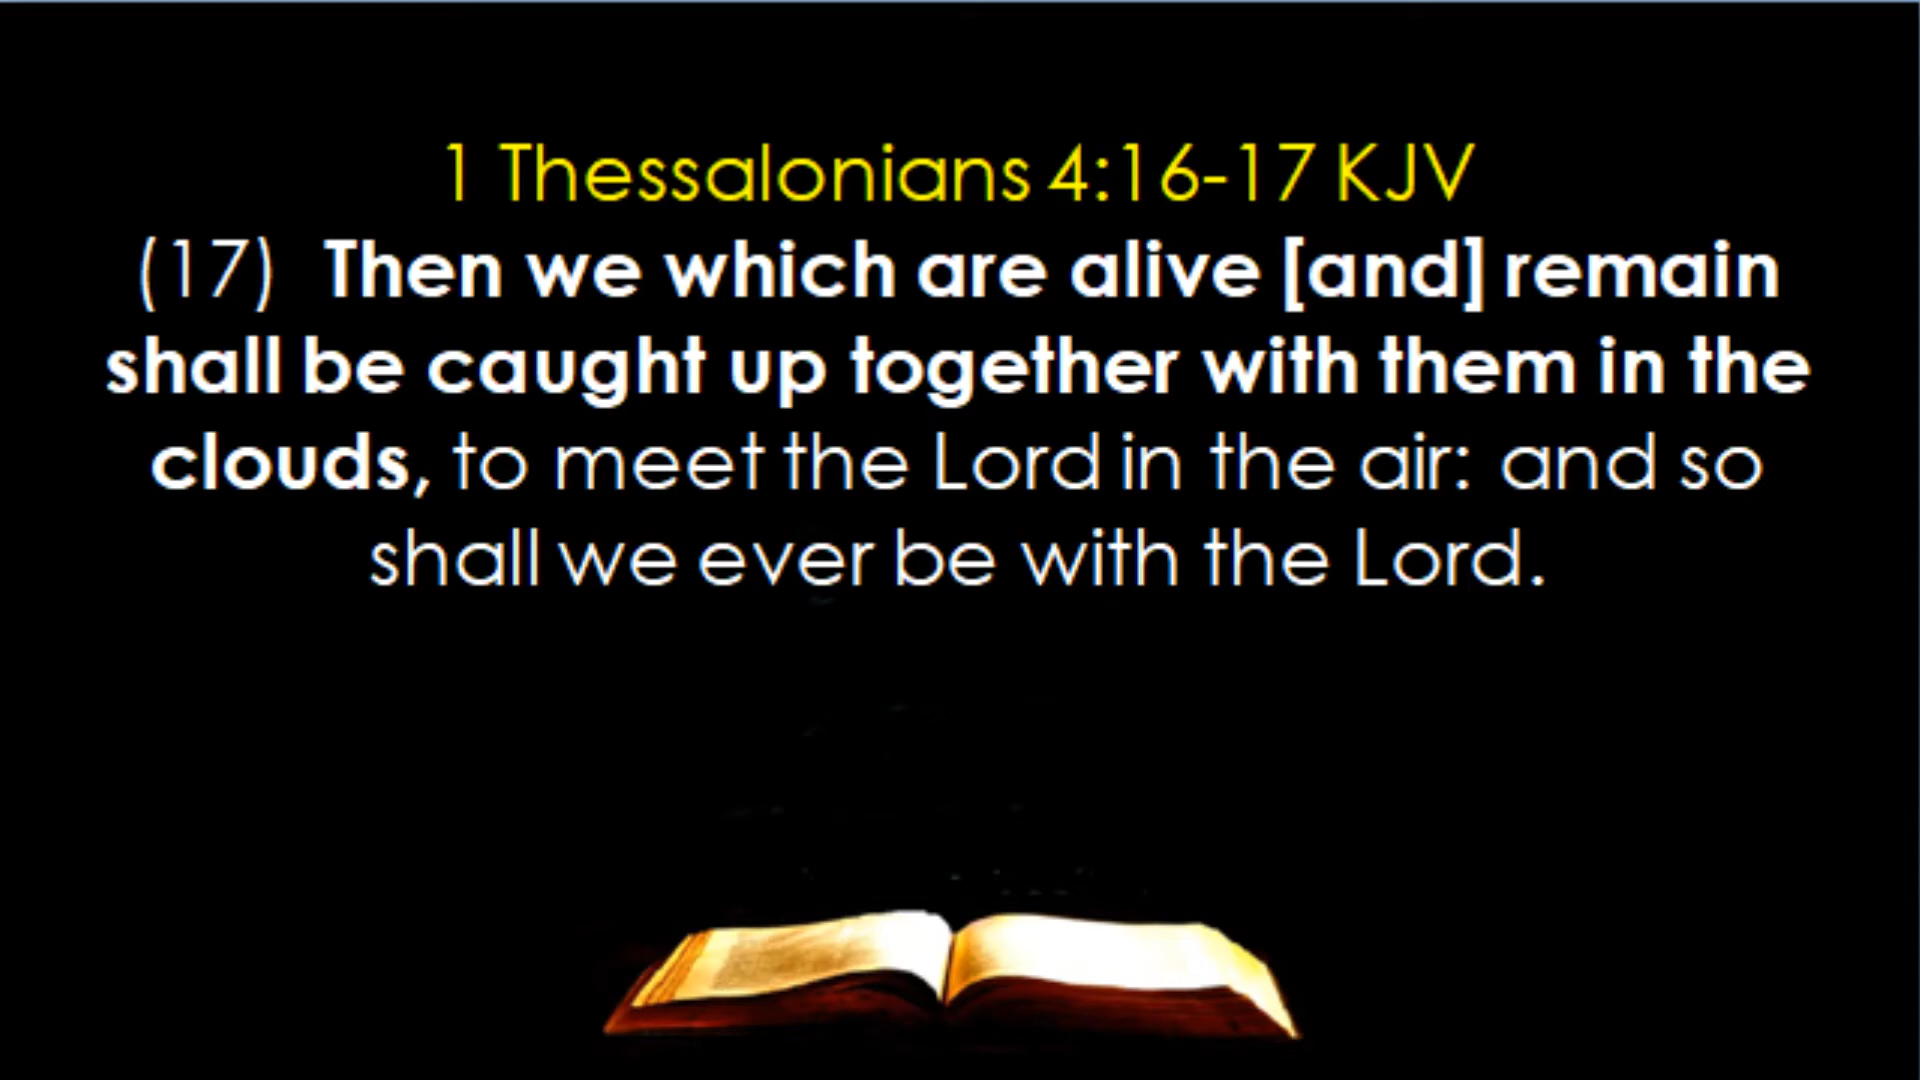 1 Thessalonians 4:16-17 KJV
(17) Then we which are alive [and] remain
shall be caught up together with them in the
clouds, to meet the Lord in the air: and so
shall we ever be with the Lord.